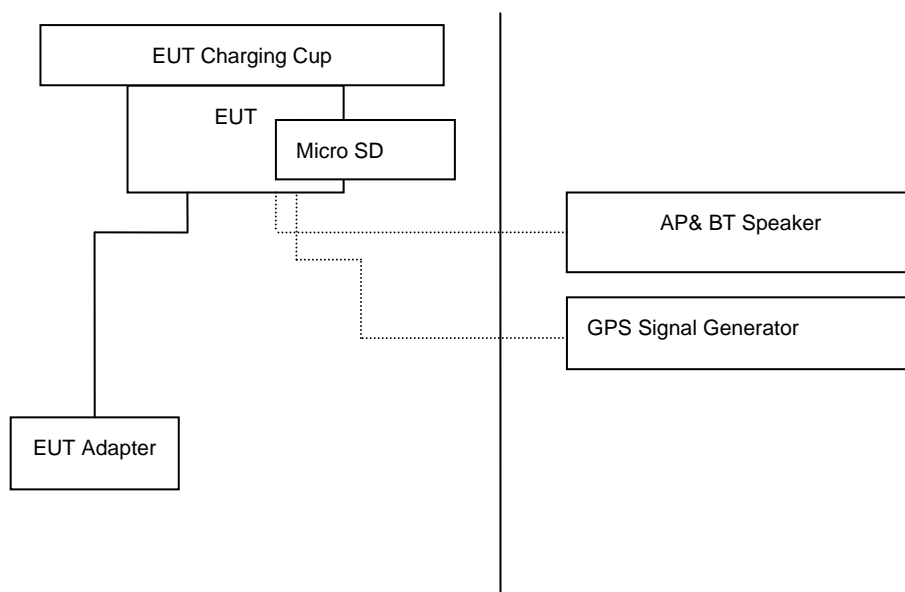 EUT Charging Cup
EUT
Micro SD
AP& BT Speaker
GPS Signal Generator
EUT Adapter